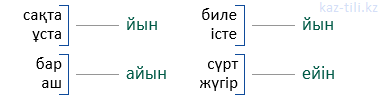 kaz-tili.kz
сақта
ұста
йын
биле
істе
йын
бар
аш
айын
сүрт
жүгір
ейін